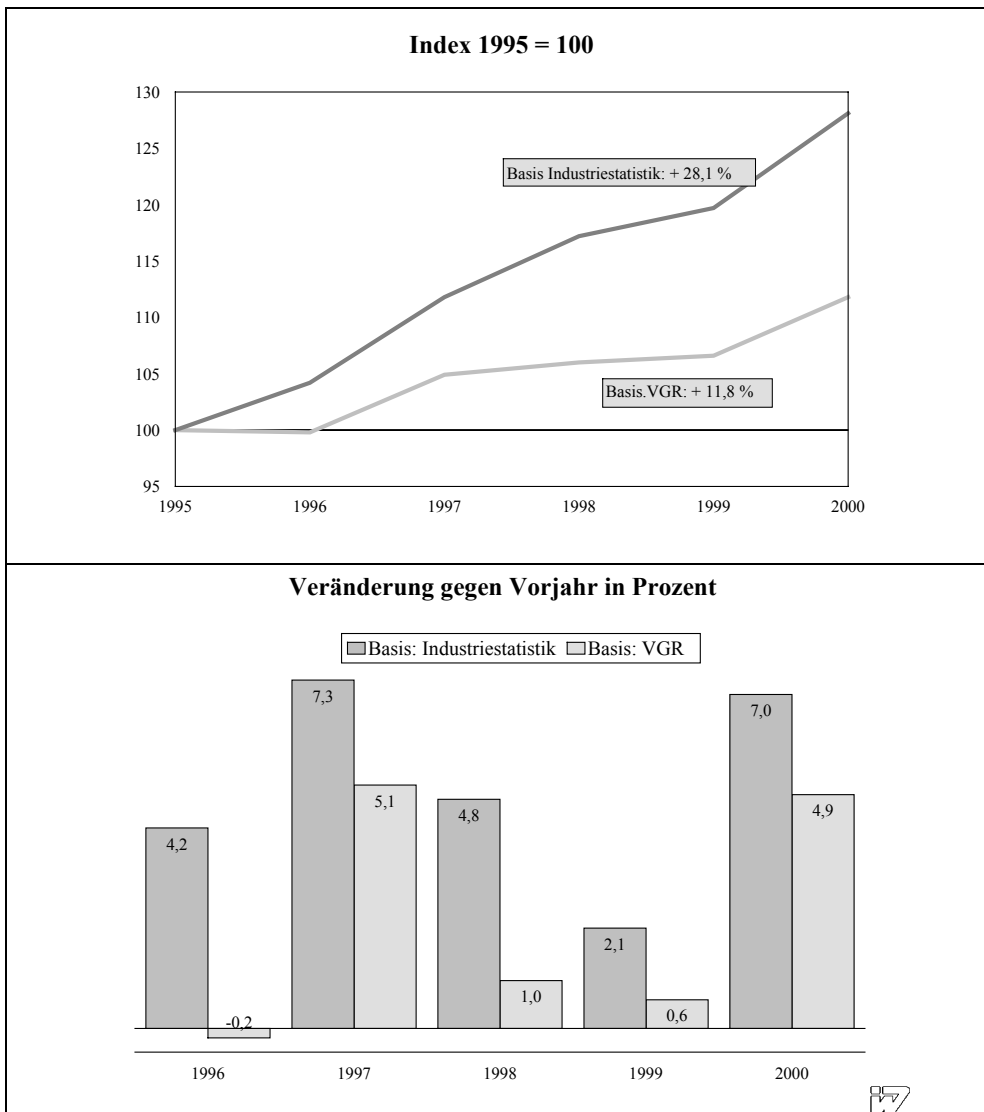 Index 1995 = 100
130
125
120
115
110
105
100
95
Basis Industriestatistik: + 28,1 %
Basis.VGR: + 11,8 %
1995 1996 1997 1998 1999 2000
Veränderung gegen Vorjahr in Prozent
Basis: Industriestatistik Basis: VGR
4,2 -0,2 7,3 5,1 4,8 1,0 2,1 0,6 7,0 4,9
1996 1997 1998 1999 2000